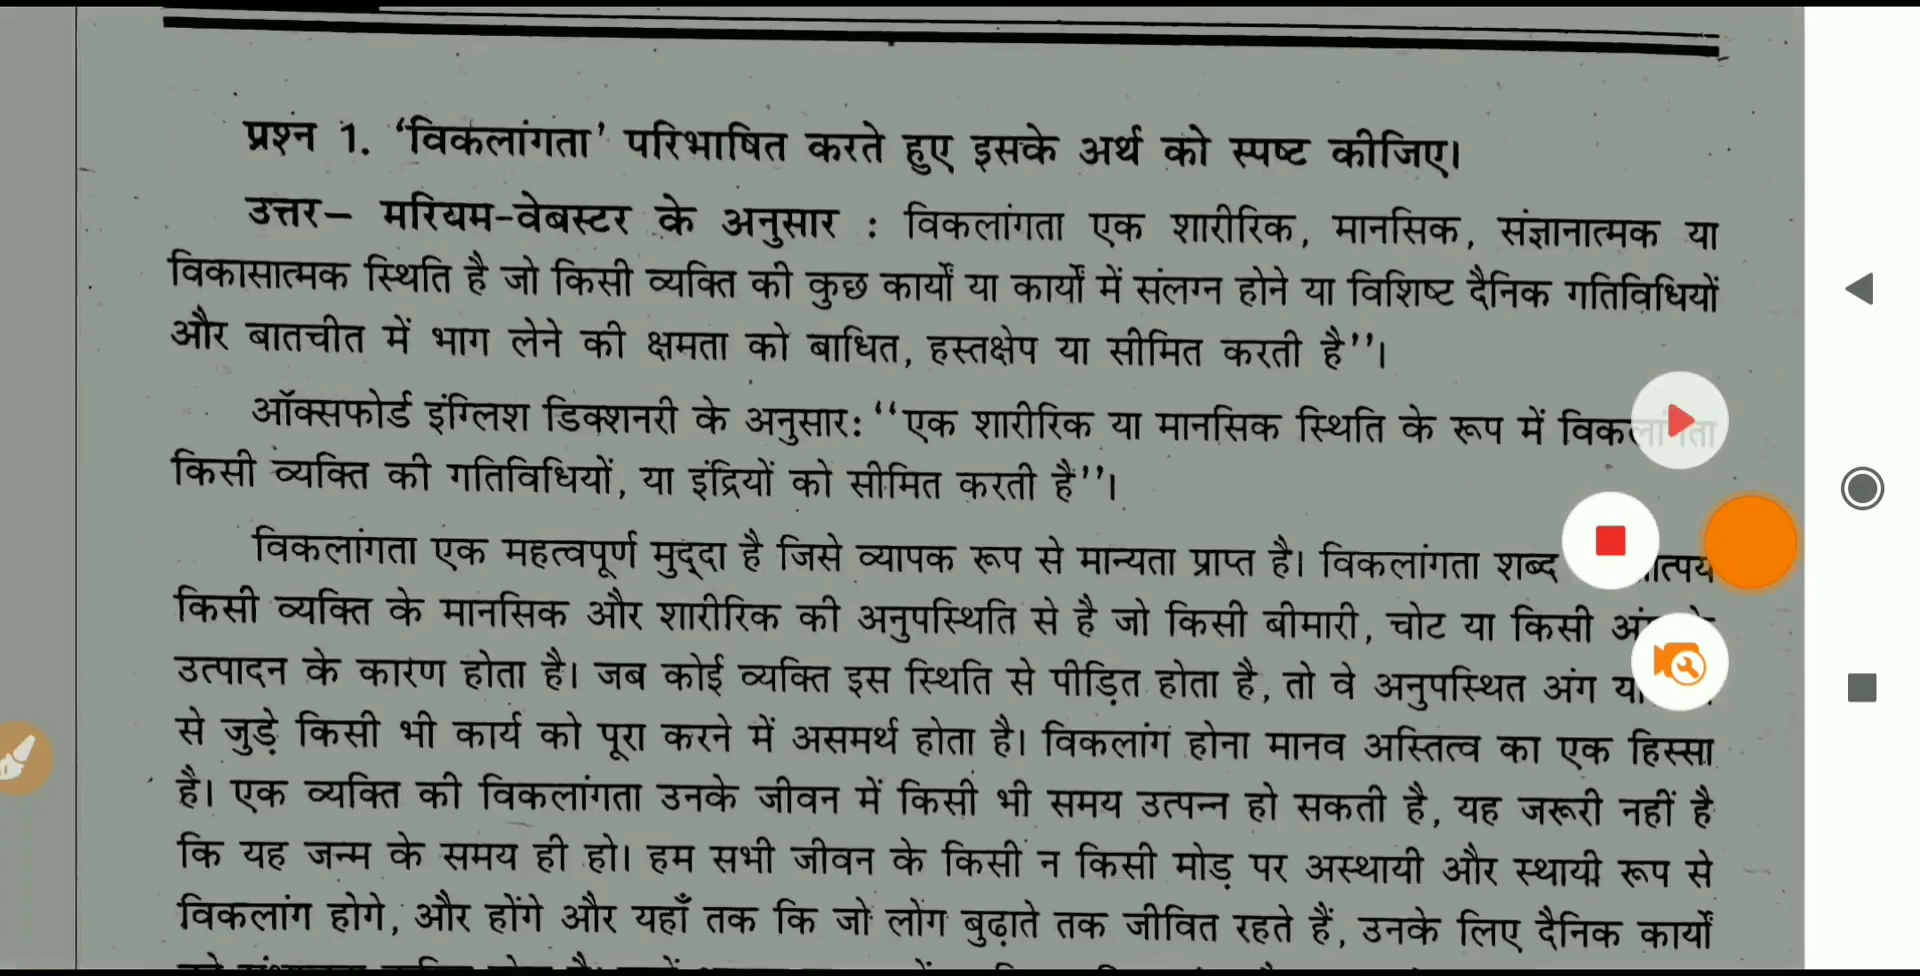 प्रश्न 1. ‘विकलांगता’ परिभाषित करते हुए इसके अर्थ को स्पष्ट कीजिए।
उत्तर– मरियम-वेबस्टर के अनुसार : विकलांगता एक शारीरिक, मानसिक, संज्ञानात्मक या
विकासात्मक स्थिति है जो किसी व्यक्ति की कुछ कार्यों या कार्यों में संलग्न होने या विशिष्ट दैनिक गतिविधियों
और बातचीत में भाग लेने की क्षमता को बाधित, हस्तक्षेप या सीमित करती है’’।
ऑक्सफोर्ड इंग्लिश डिक्शनरी के अनुसार: ‘‘एक शारीरिक या मानसिक स्थिति के रूप में विकलांगता
किसी व्यक्ति की गतिविधियों, या इंद्रियों को सीमित करती है’’।
विकलांगता एक महत्वपूर्ण मुद्दा है जिसे व्यापक रूप से मान्यता प्राप्त है। विकलांगता शब्द
किसी व्यक्ति के मानसिक और शारीरिक की अनुपस्थिति से है जो किसी बीमारी, चोट या किसी
उत्पादन के कारण होता है। जब कोई व्यक्ति इस स्थिति से पीड़ित होता है, तो वे अनुपस्थित अंग
से जुड़े किसी भी कार्य को पूरा करने में असमर्थ होता है। विकलांग होना मानव अस्तित्व का एक हिस्सा
है। एक व्यक्ति की विकलांगता उनके जीवन में किसी भी समय उत्पन्न हो सकती है, यह जरूरी नहीं है
कि यह जन्म के समय ही हो। हम सभी जीवन के किसी न किसी मोड़ पर अस्थायी और स्थायी रूप से
विकलांग होगे, और होंगे और यहाँ तक कि जो लोग बुढ़ाते तक जीवित रहते हैं, उनके लिए दैनिक कार्यों